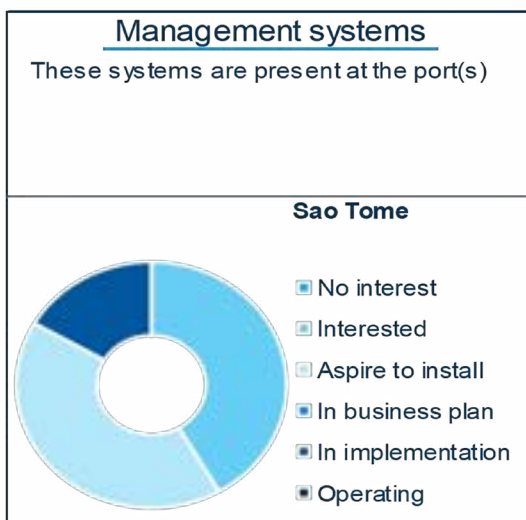 Management systems
These systems are present at the port(s)
Sao Tome
No interest
Interested
Aspire to install
In business plan
In implementation
Operating